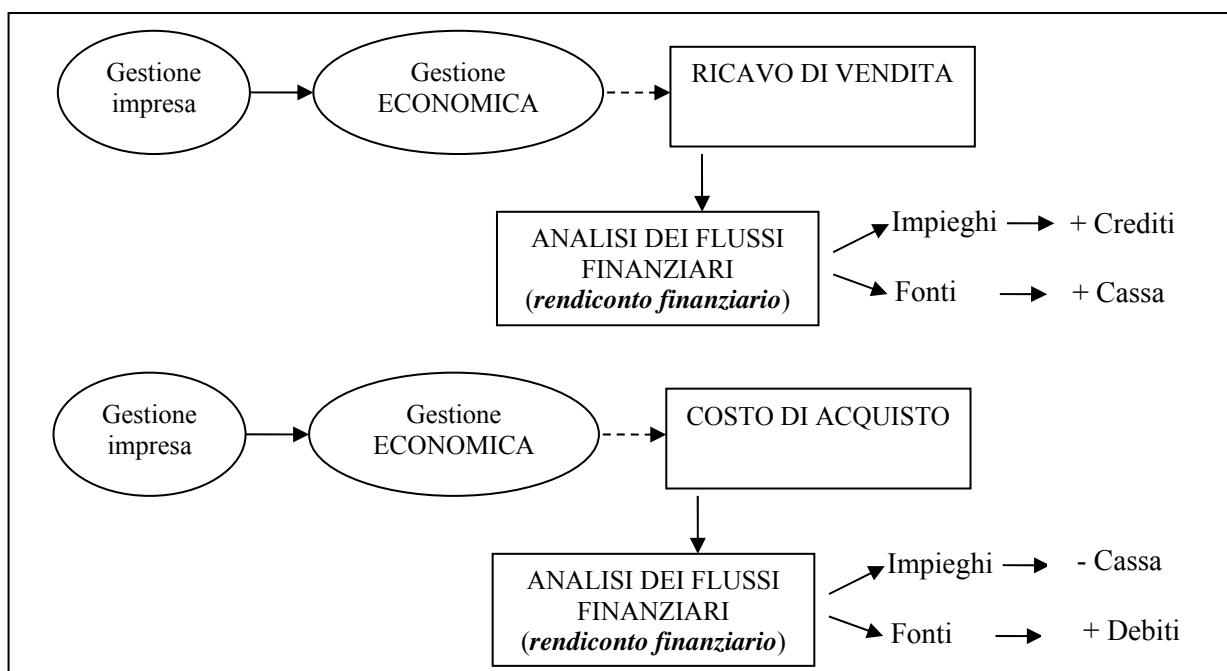 Gestione
impresa
Gestione
ECONOMICA
RICAVO DI VENDITA
ANALISI DEI FLUSSI
FINANZIARI
(rendiconto finanziario)
Impieghi
+ Crediti
Fonti
+ Cassa
Gestione
impresa
Gestione
ECONOMICA
COSTO DI ACQUISTO
ANALISI DEI FLUSSI
FINANZIARI
(rendiconto finanziario)
Impieghi
- Cassa
Fonti
+ Debiti